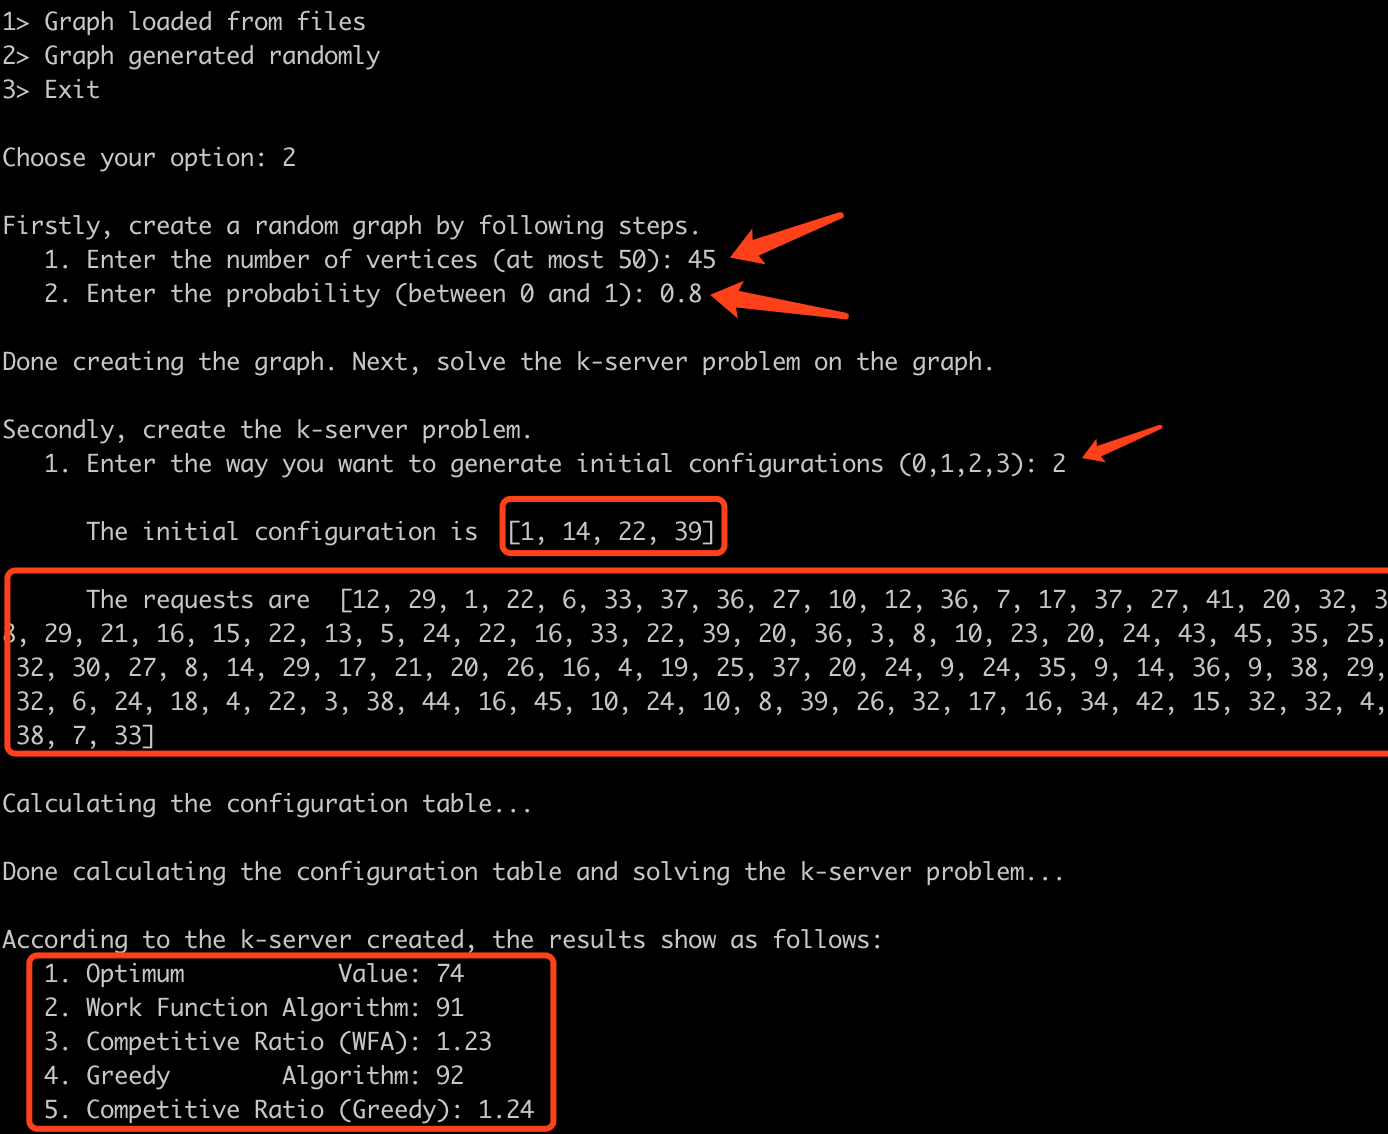 1> Graph loaded from files
2> Graph generated randomly
3> Exit
Choose your option: 2
Firstly, create a random graph by following steps.
1. Enter the number of vertices (at most 50): 45
2. Enter the probability (between 0 and 1): 0.8
Done creating the graph. Next, solve the k-server problem on the graph.
Secondly, create the k-server problem.
1. Enter the way you want to generate initial configurations (0,1,2,3): 2
The initial configuration is  [1, 14, 22, 39]
The requests are  [12, 29, 1, 22, 6, 33, 37, 36, 27, 10, 12, 36, 7, 17, 37, 27, 41, 20, 32, 3
8, 29, 21, 16, 15, 22, 13, 5, 24, 22, 16, 33, 22, 39, 20, 36, 3, 8, 10, 23, 20, 24, 43, 45, 35, 25,
32, 30, 27, 8, 14, 29, 17, 21, 20, 26, 16, 4, 19, 25, 37, 20, 24, 9, 24, 35, 9, 14, 36, 9, 38, 29,
32, 6, 24, 18, 4, 22, 3, 38, 44, 16, 45, 10, 24, 10, 8, 39, 26, 32, 17, 16, 34, 42, 15, 32, 32, 4,
38, 7, 33]
Calculating the configuration table...
Done calculating the configuration table and solving the k-server problem...
According to the k-server created, the results show as follows:
1. Optimum           Value: 74
2. Work Function Algorithm: 91
3. Competitive Ratio (WFA): 1.23
4. Greedy        Algorithm: 92
5. Competitive Ratio (Greedy): 1.24